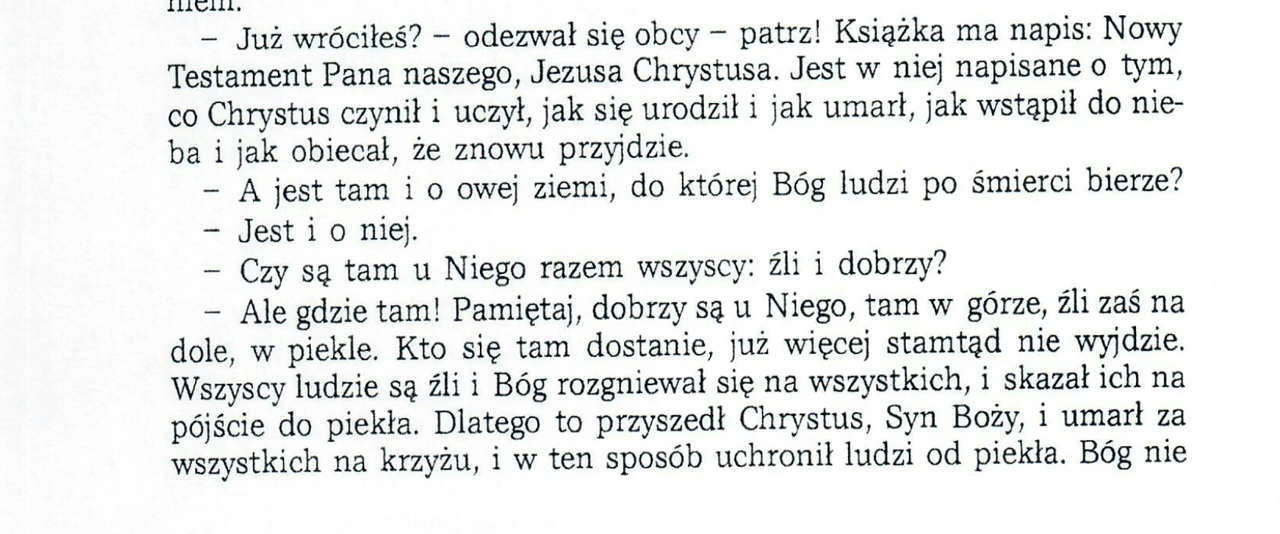 – Już wróciłeś? – odezwał się obcy – patrz! Książka ma napis: Nowy
Testament Pana naszego, Jezusa Chrystusa. Jest w niej napisane o tym,
co Chrystus czynił i uczył, jak się urodził i jak umarł, jak wstąpił do nie-
ba i jak obiecał, że znowu przyjdzie.
– A jest tam i o owej ziemi, do której Bóg ludzi po śmierci bierze?
– Jest i o niej.
– Czy są tam u Niego razem wszyscy: źli i dobrzy?
– Ale gdzie tam! Pamiętaj, dobrzy są u Niego, tam w górze, źli zaś na
dole, w piekle. Kto się tam dostanie, już więcej stamtąd nie wyjdzie.
Wszyscy ludzie są źli i Bóg rozgniewał się na wszystkich, i skazał ich na
pójście do piekła. Dlatego to przyszedł Chrystus, Syn Boży, i umarł za
wszystkich na krzyżu, i w ten sposób uchronił ludzi od piekła. Bóg nie